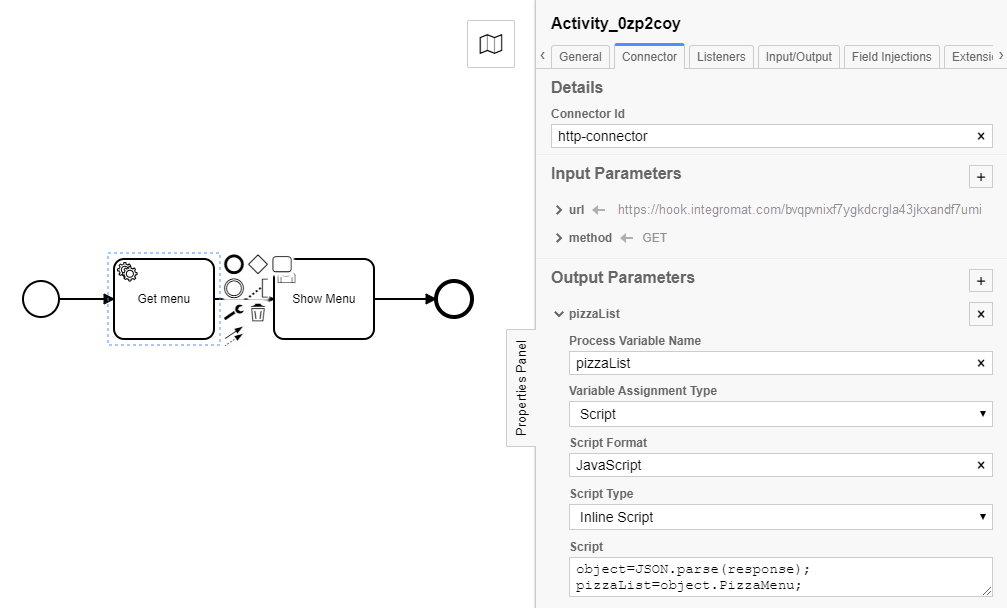 Activity_0zp2coy
General
Connector
Listeners
Input/Output
Field Injections
Extensi
Details
Connector Id
http-connector
Input Parameters
url
https://hook.integromat.com/bvqpvnixf7ygkdcrgla43jkxandf7umi
method
GET
Output Parameters
pizzaList
Process Variable Name
pizzaList
Variable Assignment Type
Script
Script Format
JavaScript
Script Type
Inline Script
Script
object=JSON.parse(response);
pizzaList=object.PizzaMenu;
Properties Panel
Get menu
Show Menu